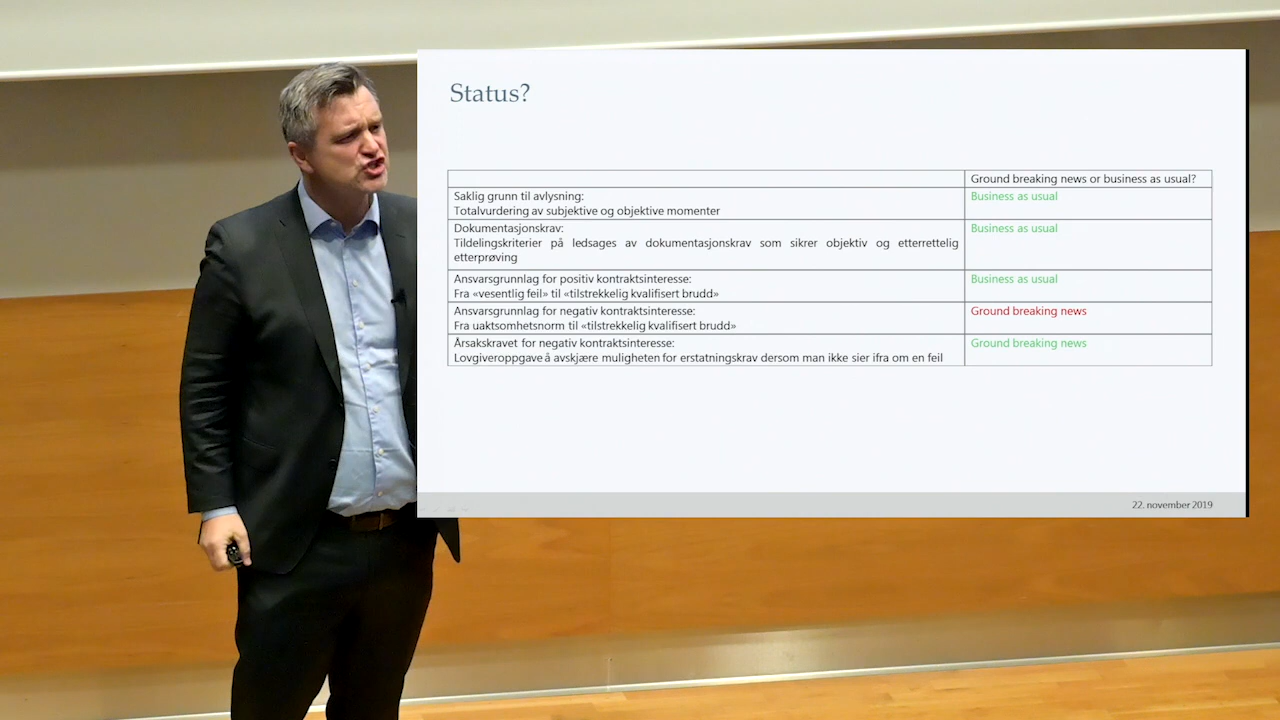 Status?
Ground breaking news or business as usual?
Saklig grunn til avlysning:
Business as usual
Totalvurdering av subjektive og objektive momenter
Dokumentasjonskrav:
Business as usual
Tildelingskriterier på ledsages av dokumentasjonskrav som sikrer objektiv og etterrettelig
etterprøving
Ansvarsgrunnlag for positiv kontraktsinteresse:
Business as usual
Fra «vesentlig feil» til «tilstrekkelig kvalifisert brudd»
Ansvarsgrunnlag for negativ kontraktsinteresse:
Ground breaking news
Fra uaktsomhetsnorm til «tilstrekkelig kvalifisert brudd»
Årsakskravet for negativ kontraktsinteresse:
Ground breaking news
Lovgiveroppgave å avskjære muligheten for erstatningskrav dersom man ikke sier ifra om en feil
22. november 2019